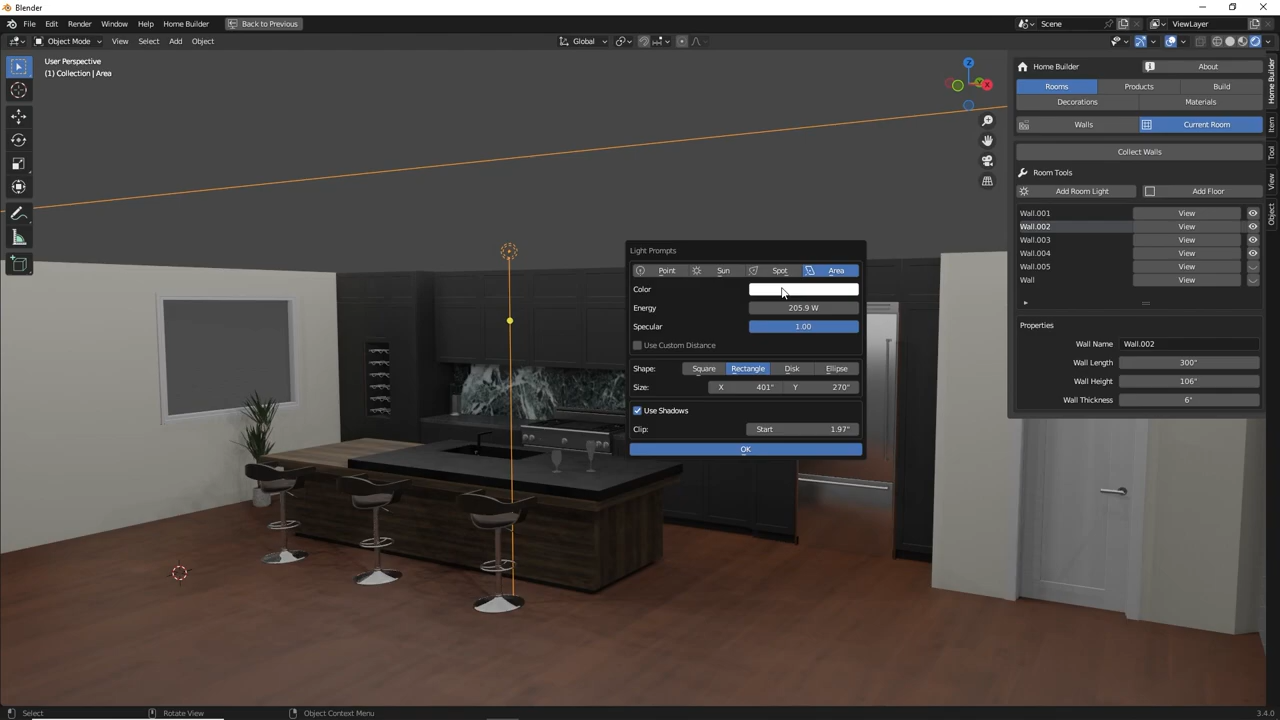 Blender
File Edit Render Window Help Home Builder Back to Previous Scene ViewLayer
Object Mode View Select Add Object Global
User Perspective
(1) Collection | Area
Z
Y
X
Home Builder About
Rooms Products Build
Decorations Materials
Walls Current Room
Collect Walls
Room Tools
Add Room Light Add Floor
Wall.001 View
Wall.002 View
Wall.003 View
Wall.004 View
Wall.005 View
Wall View
Properties
Wall Name Wall.002
Wall Length 300"
Wall Height 106"
Wall Thickness 6"
Home Builder
Item
Tool
View
Object
Light Prompts
Point Sun Spot Area
Color
Energy 205.9 W
Specular 1.00
Use Custom Distance
Shape: Square Rectangle Disk Ellipse
Size: X 401" Y 270"
Use Shadows
Clip: Start 1.97"
OK
Select Rotate View Object Context Menu 3.4.0